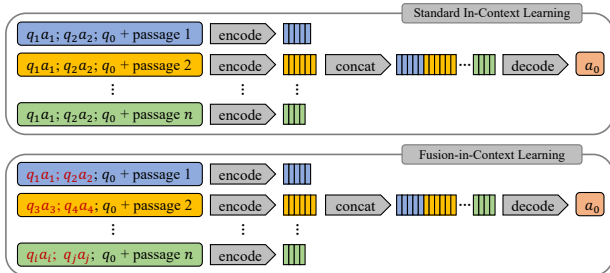 Standard In-Context Learning
q₁a₁; q₂a₂; q₀ + passage 1 encode
q₁a₁; q₂a₂; q₀ + passage 2 encode concat ... decode a₀
⋮ ⋮ ⋮
q₁a₁; q₂a₂; q₀ + passage n encode
Fusion-in-Context Learning
q₁a₁; q₂a₂; q₀ + passage 1 encode
q₃a₃; q₄a₄; q₀ + passage 2 encode concat ... decode a₀
⋮ ⋮ ⋮
qᵢaᵢ; qⱼaⱼ; q₀ + passage n encode